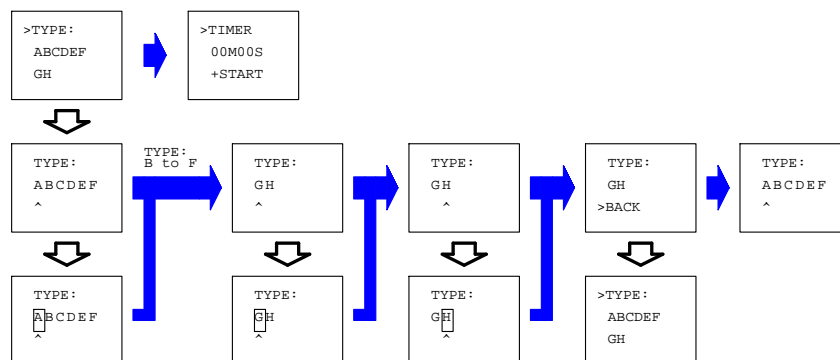 >TYPE:
ABCDEF
GH
>TIMER
00M00S
+START
TYPE:
ABCDEF
^
TYPE:
B to F
TYPE:
GH
^
TYPE:
GH
^
TYPE:
GH
>BACK
TYPE:
ABCDEF
^
TYPE:
ABCDEF
^
TYPE:
GH
^
TYPE:
GH
^
>TYPE:
ABCDEF
GH